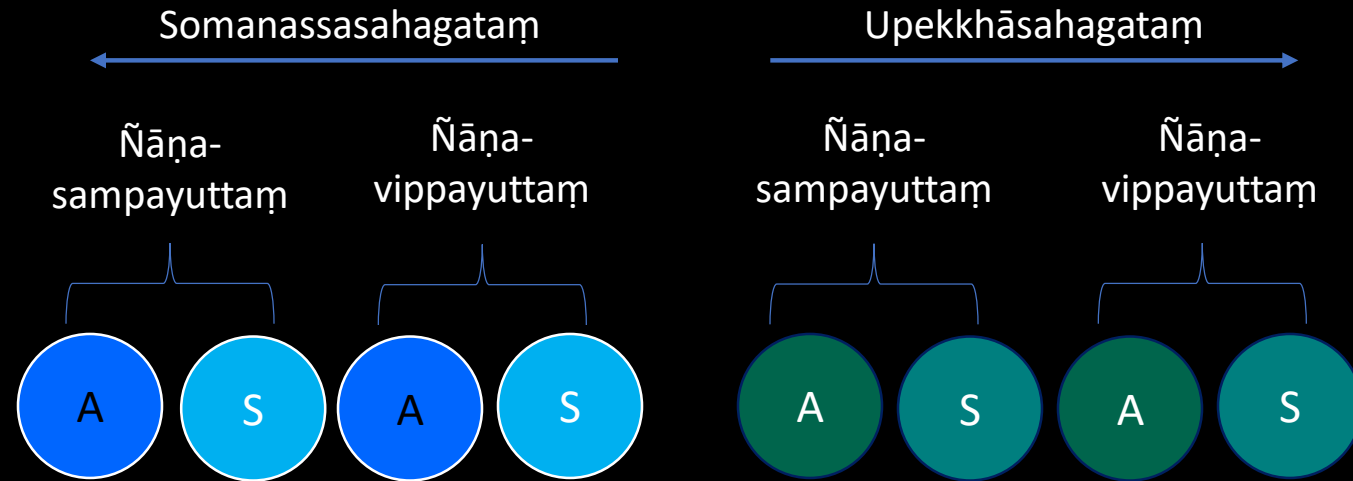 Somanassasahagataṃ
Upekkhāsahagataṃ
Ñāṇa-
sampayuttaṃ
Ñāṇa-
vippayuttaṃ
Ñāṇa-
sampayuttaṃ
Ñāṇa-
vippayuttaṃ
A
S
A
S
A
S
A
S